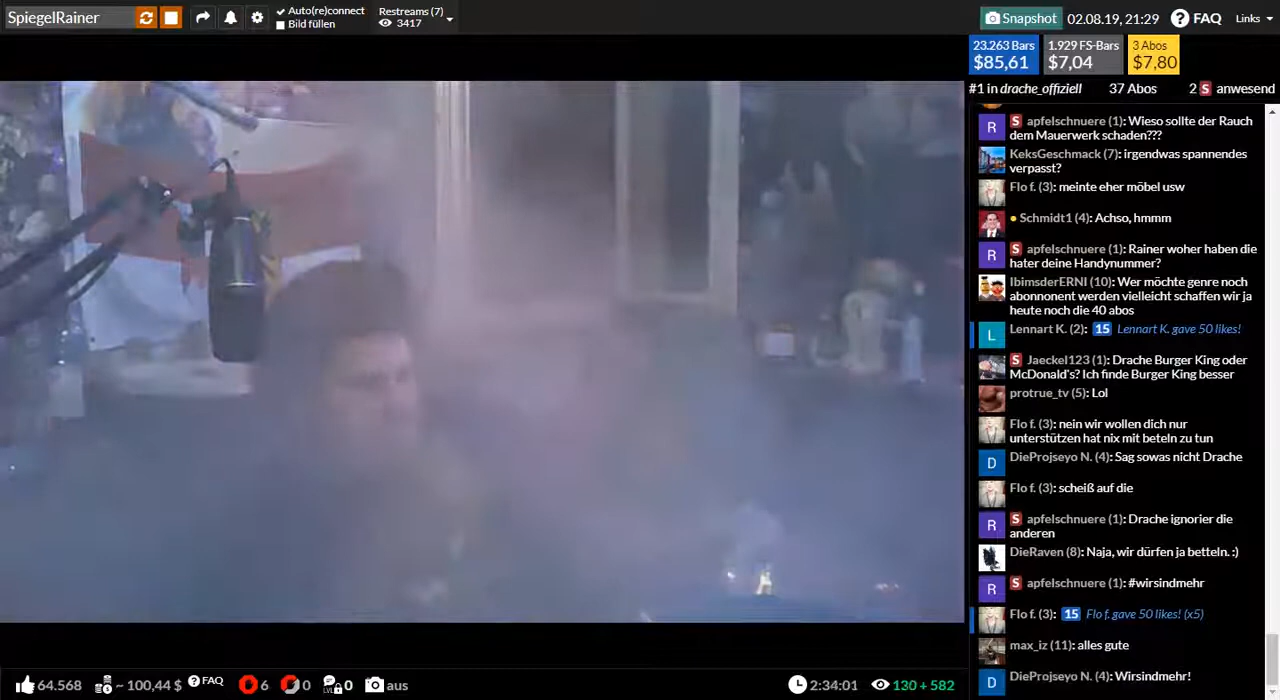 SpiegelRainer
Auto(re)connect
Bild füllen
Restreams (7)
3417
Snapshot
02.08.19, 21:29
FAQ
Links
23.263 Bars
$85,61
1.929 FS-Bars
$7,04
3 Abos
$7,80
#1 in drache_offiziell
37 Abos
2 S anwesend
R
S apfelschnuere (1): Wieso sollte der Rauch
dem Mauerwerk schaden???
KeksGeschmack (7): irgendwas spannendes
verpasst?
Flo f. (3): meinte eher möbel usw
Schmidt1 (4): Achso, hmmm
R
S apfelschnuere (1): Rainer woher haben die
hater deine Handynummer?
IbimsderERNI (10): Wer möchte genre noch
abonnonent werden vielleicht schaffen wir ja
heute noch die 40 abos
L
Lennart K. (2): 15 Lennart K. gave 50 likes!
S Jaeckel123 (1): Drache Burger King oder
McDonald's? Ich finde Burger King besser
protrue_tv (5): Lol
Flo f. (3): nein wir wollen dich nur
unterstützen hat nix mit beteln zu tun
D
DieProjseyo N. (4): Sag sowas nicht Drache
Flo f. (3): scheiß auf die
R
S apfelschnuere (1): Drache ignorier die
anderen
DieRaven (8): Naja, wir dürfen ja betteln. :)
R
S apfelschnuere (1): #wirsindmehr
Flo f. (3): 15 Flo f. gave 50 likes! (x5)
max_iz (11): alles gute
D
DieProjseyo N. (4): Wirsindmehr!
64.568
~ 100,44 $
FAQ
6
0
LVL
0
aus
2:34:01
130 + 582